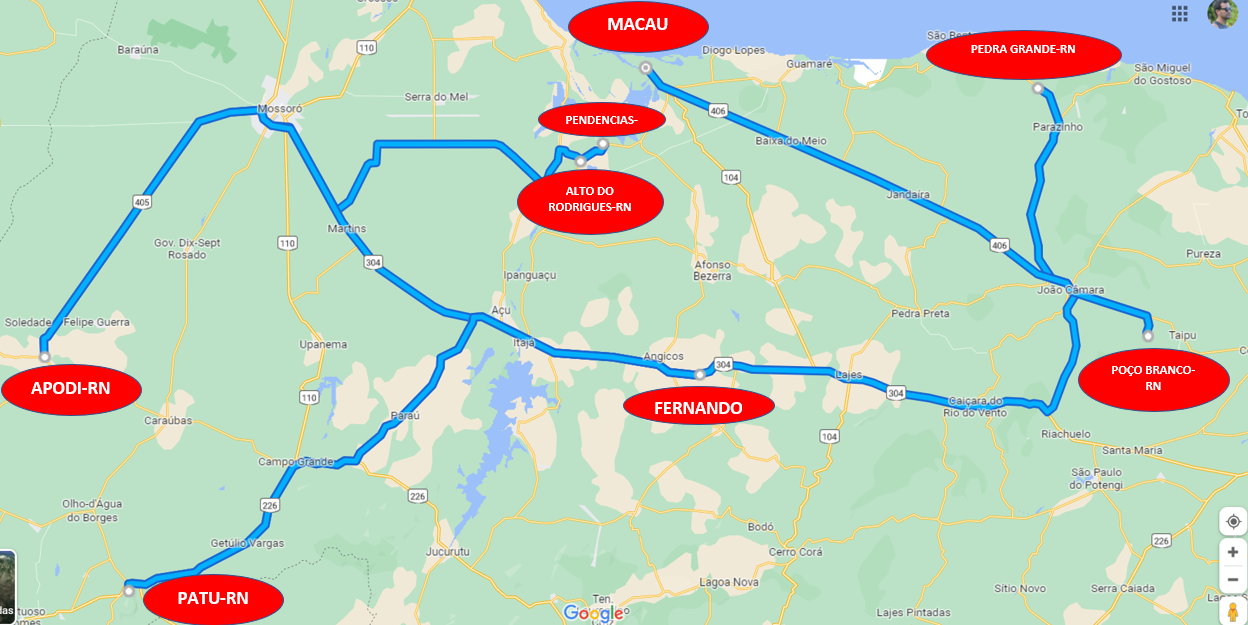 MACAU
PEDRA GRANDE-RN
Diogo Lopes
Guamaré
São Miguel
do Gostoso
110
Baraúna
Serra do Mel
Mossoró
406
PENDENCIAS-
Parazinho
Baixa do Meio
104
ALTO DO
RODRIGUES-RN
Jandaíra
405
Martins
110
Gov. Dix-Sept
Rosado
304
406
Pureza
Ipanguaçu
Afonso
Bezerra
João Câmara
Açu
Pedra Preta
Soledade
Felipe Guerra
Upanema
Itajá
Taipu
Angicos
304
Lajes
APODI-RN
POÇO BRANCO-
RN
110
FERNANDO
304
Caiçara do
Rio do Vento
Caraúbas
Paraú
104
Riachuelo
Santa Maria
Campo Grande
São Paulo
do Potengi
226
226
Olho-d'Água
do Borges
Bodó
226
Getúlio Vargas
Jucurutu
Cerro Corá
Lagoa Nova
Sítio Novo
Serra Caiada
PATU-RN
das
Ten.
Google
Lajes Pintadas